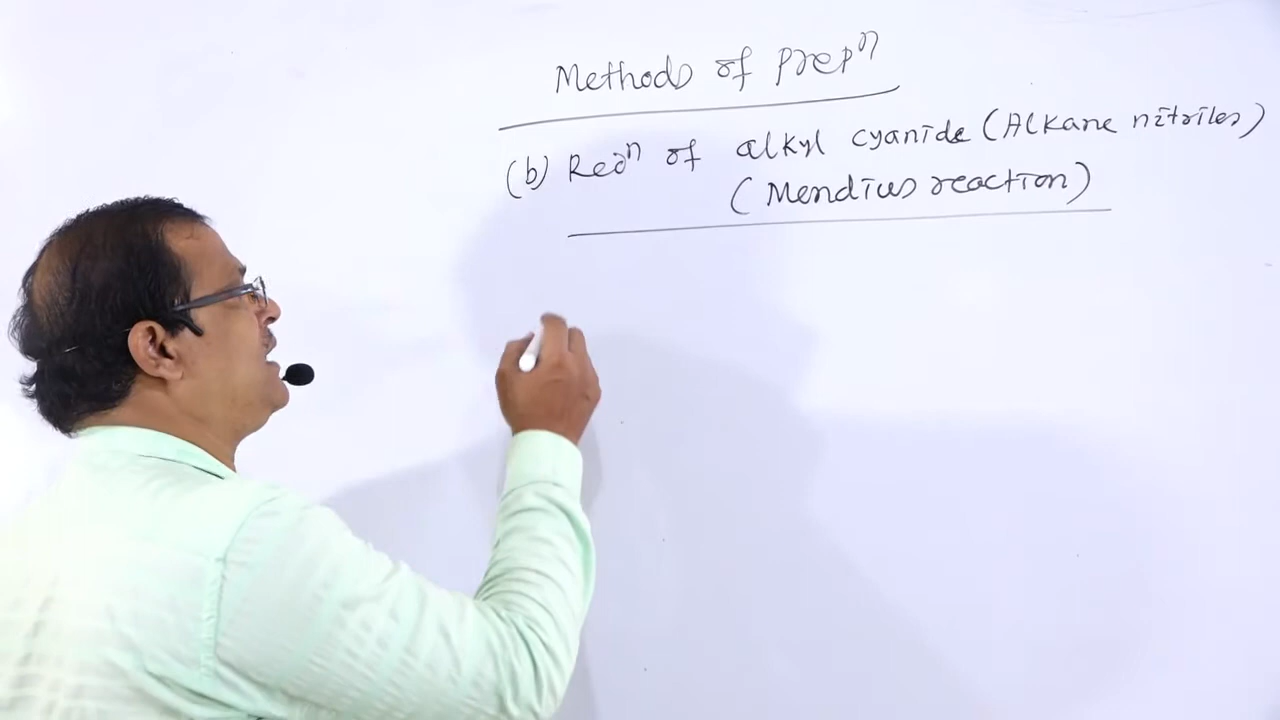 Methods of prepⁿ
(b) Redⁿ of alkyl cyanide (Alkane nitriles)
(Mendius reaction)